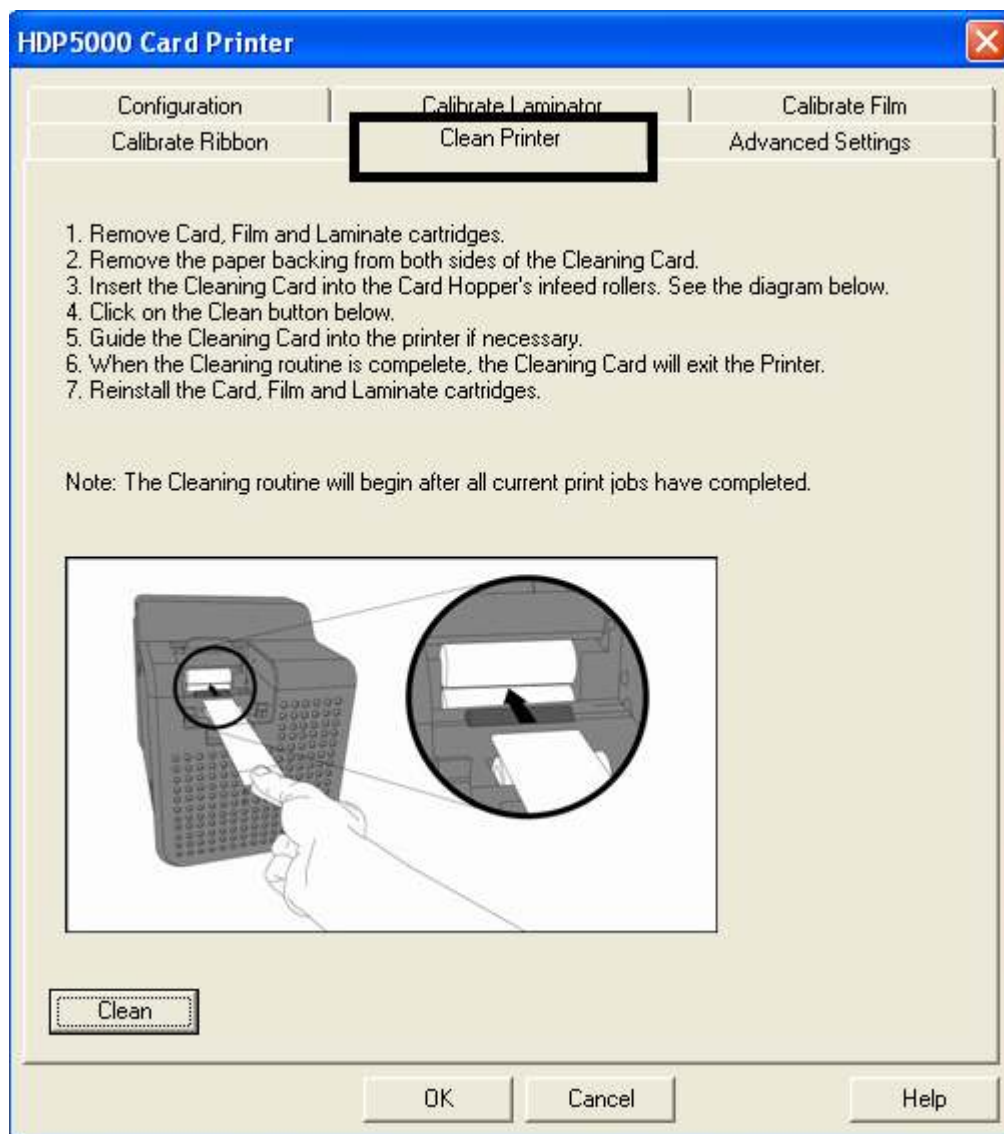 HDP5000 Card Printer
Configuration
Calibrate Laminator
Calibrate Film
Calibrate Ribbon
Clean Printer
Advanced Settings
1. Remove Card, Film and Laminate cartridges.
2. Remove the paper backing from both sides of the Cleaning Card.
3. Insert the Cleaning Card into the Card Hopper's infeed rollers. See the diagram below.
4. Click on the Clean button below.
5. Guide the Cleaning Card into the printer if necessary.
6. When the Cleaning routine is compelete, the Cleaning Card will exit the Printer.
7. Reinstall the Card, Film and Laminate cartridges.
Note: The Cleaning routine will begin after all current print jobs have completed.
Clean
OK
Cancel
Help